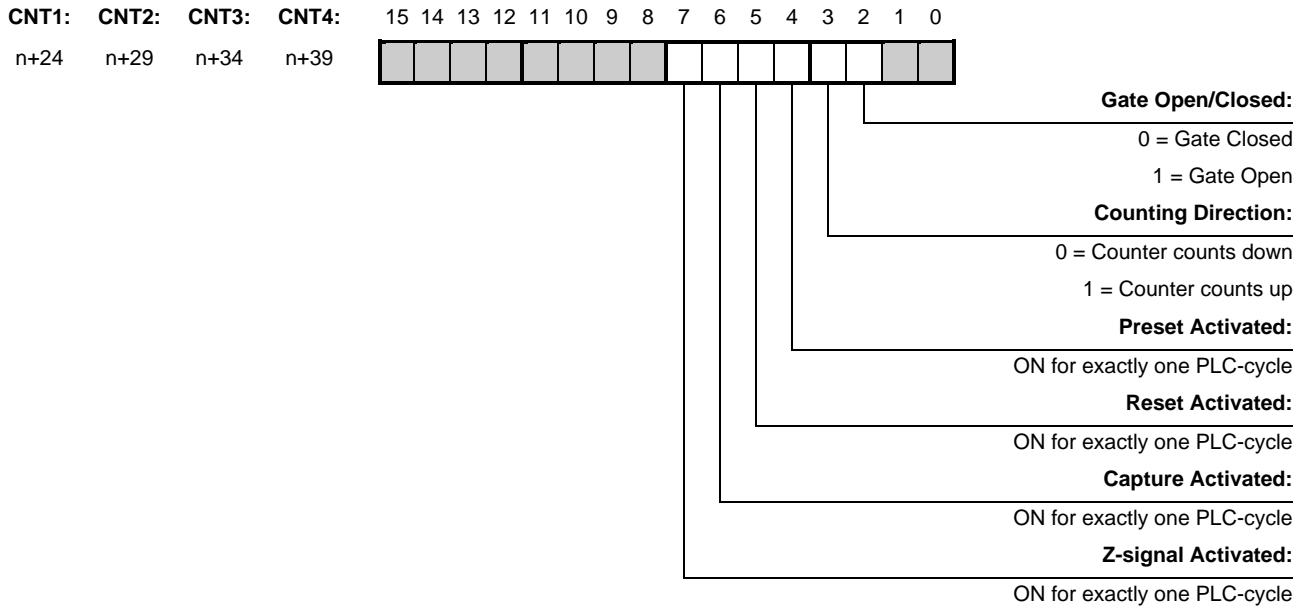 CNT1: CNT2: CNT3: CNT4: 15 14 13 12 11 10 9 8 7 6 5 4 3 2 1 0
n+24 n+29 n+34 n+39
Gate Open/Closed:
0 = Gate Closed
1 = Gate Open
Counting Direction:
0 = Counter counts down
1 = Counter counts up
Preset Activated:
ON for exactly one PLC-cycle
Reset Activated:
ON for exactly one PLC-cycle
Capture Activated:
ON for exactly one PLC-cycle
Z-signal Activated:
ON for exactly one PLC-cycle